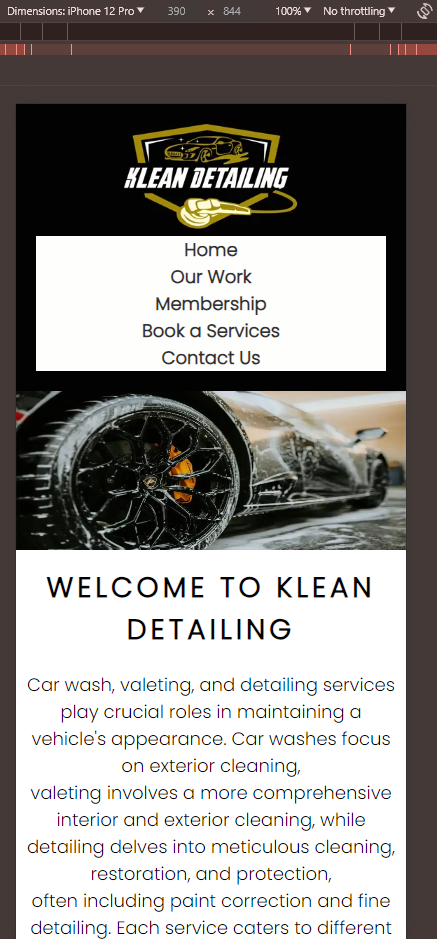 Dimensions: iPhone 12 Pro 390 × 844 100% No throttling
KLEAN DETAILING
Home
Our Work
Membership
Book a Services
Contact Us
WELCOME TO KLEAN
DETAILING
Car wash, valeting, and detailing services
play crucial roles in maintaining a
vehicle's appearance. Car washes focus
on exterior cleaning,
valeting involves a more comprehensive
interior and exterior cleaning, while
detailing delves into meticulous cleaning,
restoration, and protection,
often including paint correction and fine
detailing. Each service caters to different